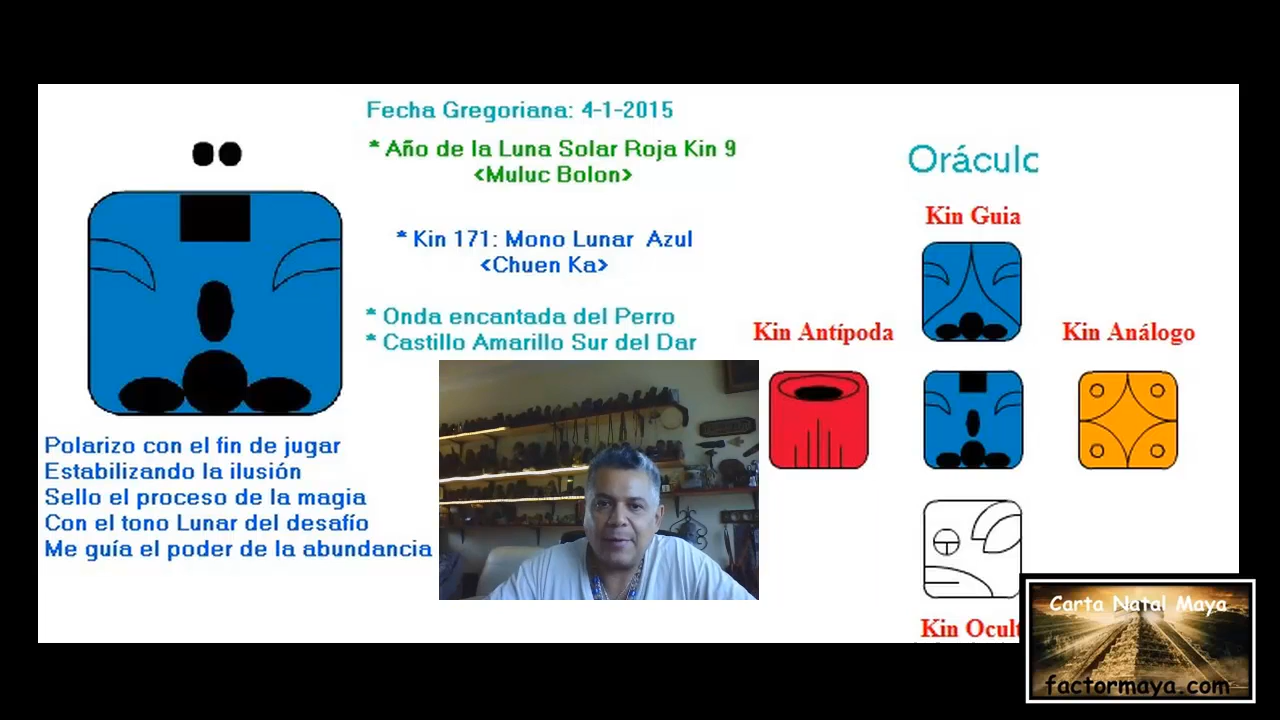 Fecha Gregoriana: 4-1-2015
* Año de la Luna Solar Roja Kin 9
<Muluc Bolon>
* Kin 171: Mono Lunar Azul
<Chuen Ka>
* Onda encantada del Perro
* Castillo Amarillo Sur del Dar
Polarizo con el fin de jugar
Estabilizando la ilusión
Sello el proceso de la magia
Con el tono Lunar del desafío
Me guía el poder de la abundancia
Oráculo
Kin Guia
Kin Antípoda
Kin Análogo
Kin Ocult
Carta Natal Maya
factormaya.com